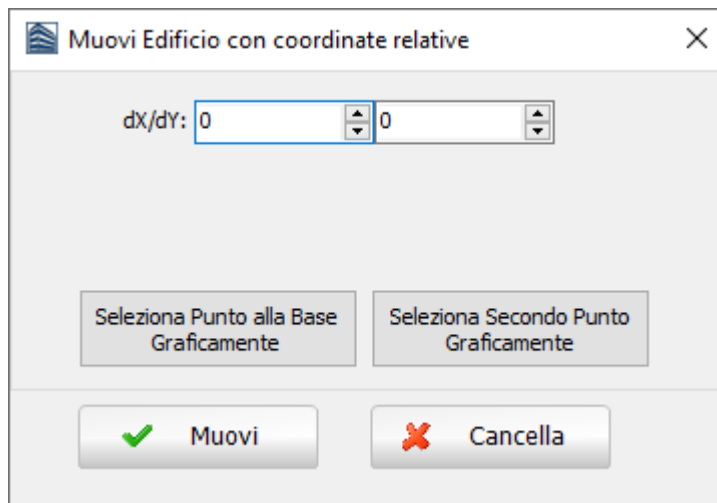 Muovi Edificio con coordinate relative
dX/dY: 0 0
Seleziona Punto alla Base
Graficamente
Seleziona Secondo Punto
Graficamente
Muovi
Cancella